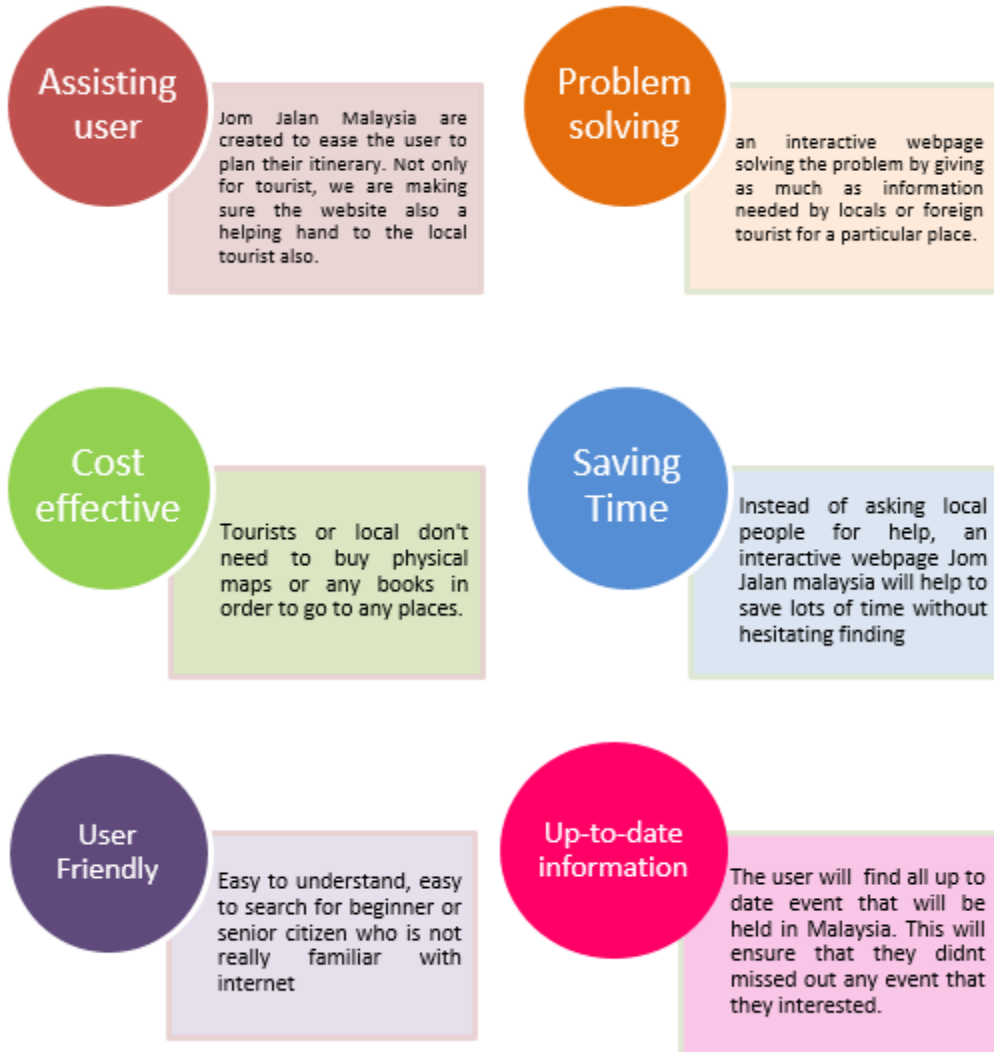 Assisting
user
Jom Jalan Malaysia are
created to ease the user to
plan their itinerary. Not only
for tourist, we are making
sure the website also a
helping hand to the local
tourist also.
Problem
solving
an interactive webpage
solving the problem by giving
as much as information
needed by locals or foreign
tourist for a particular place.
Cost
effective
Tourists or local don't
need to buy physical
maps or any books in
order to go to any places.
Saving
Time
Instead of asking local
people for help, an
interactive webpage Jom
Jalan malaysia will help to
save lots of time without
hesitating finding
User
Friendly
Easy to understand, easy
to search for beginner or
senior citizen who is not
really familiar with
internet
Up-to-date
information
The user will find all up to
date event that will be
held in Malaysia. This will
ensure that they didnt
missed out any event that
they interested.